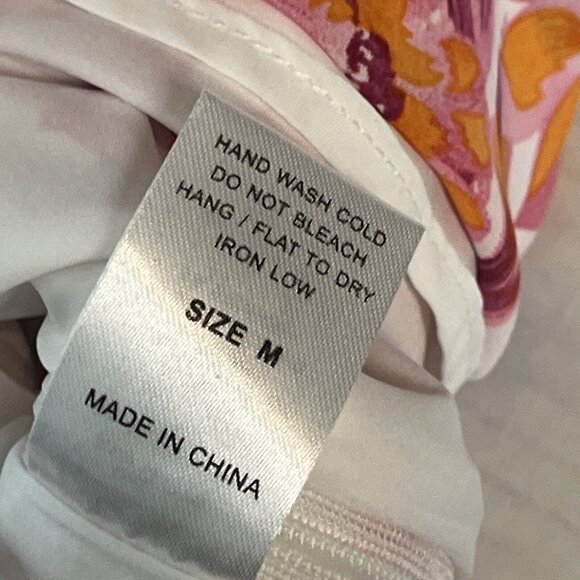 HAND WASH COLD
DO NOT BLEACH
HANG / FLAT TO DRY
IRON LOW
SIZE M
MADE IN CHINA